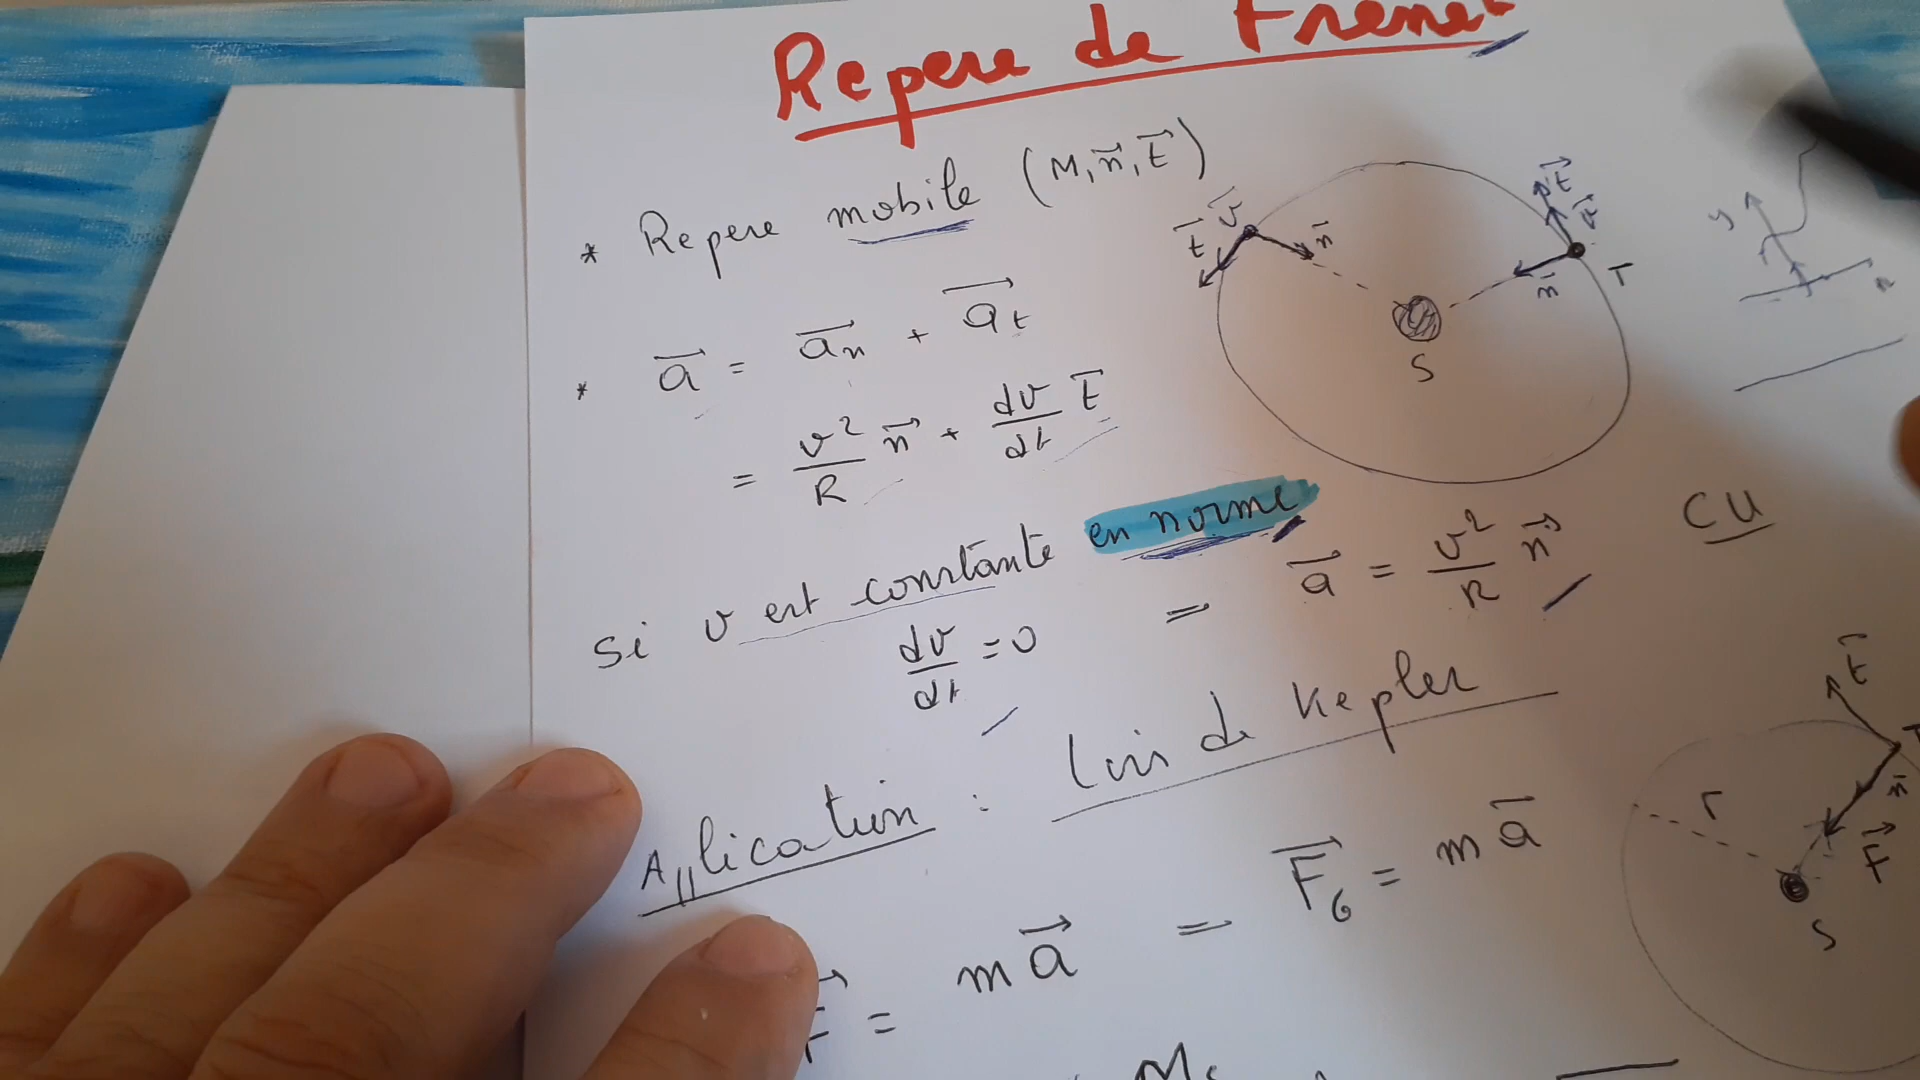 Repere de Frenet
* Repere mobile (M, n⃗, t⃗)
* a⃗ = a⃗n + a⃗t
= v²/R n⃗ + dv/dt t⃗
Si v est constante en norme
dv/dt = 0 = a⃗ = v²/R n⃗ CU
v⃗ t⃗ n⃗ S
t⃗ v⃗ n⃗ T
y
Application : Lois de Kepler
F⃗ = m a⃗ = F⃗G = m a⃗
t⃗ T n⃗ r F⃗ S